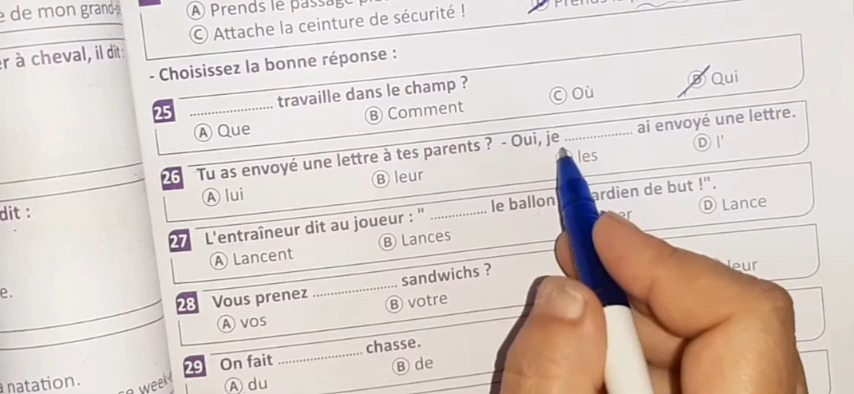 e de mon grand-
r à cheval, il dit:
dit :
e.
à natation.
week
Ⓐ Prends le passage
Ⓒ Attache la ceinture de sécurité !
- Choisissez la bonne réponse :
25 .................. travaille dans le champ ?
Ⓐ Que Ⓑ Comment Ⓒ Où Ⓓ Qui
26 Tu as envoyé une lettre à tes parents ? - Oui, je ............... ai envoyé une lettre.
Ⓐ lui Ⓑ leur les Ⓓ l'
27 L'entraîneur dit au joueur : " ............. le ballon ardien de but !".
Ⓐ Lancent Ⓑ Lances er Ⓓ Lance
28 Vous prenez .................. sandwichs ?
Ⓐ vos Ⓑ votre leur
29 On fait .................. chasse.
Ⓐ du Ⓑ de